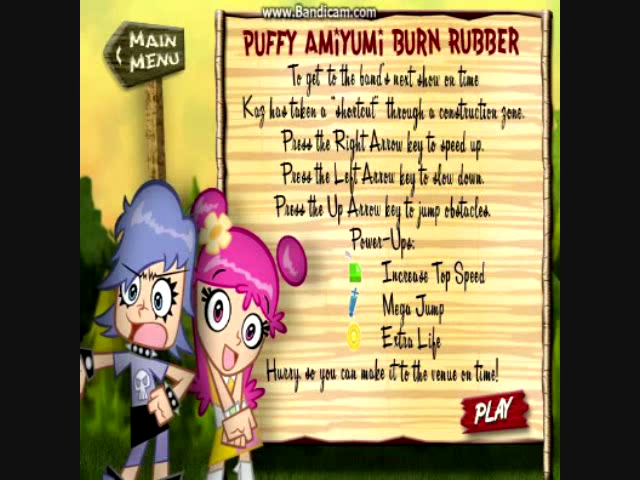 www.Bandicam.com
MAIN
MENU
PUFFY AMIYUMI BURN RUBBER
To get to the band's next show on time
Kaz has taken a "shortcut" through a construction zone.
Press the Right Arrow key to speed up.
Press the Left Arrow key to slow down.
Press the Up Arrow key to jump obstacles.
Power-Ups:
Increase Top Speed
Mega Jump
Extra Life
Hurry, so you can make it to the venue on time!
PLAY